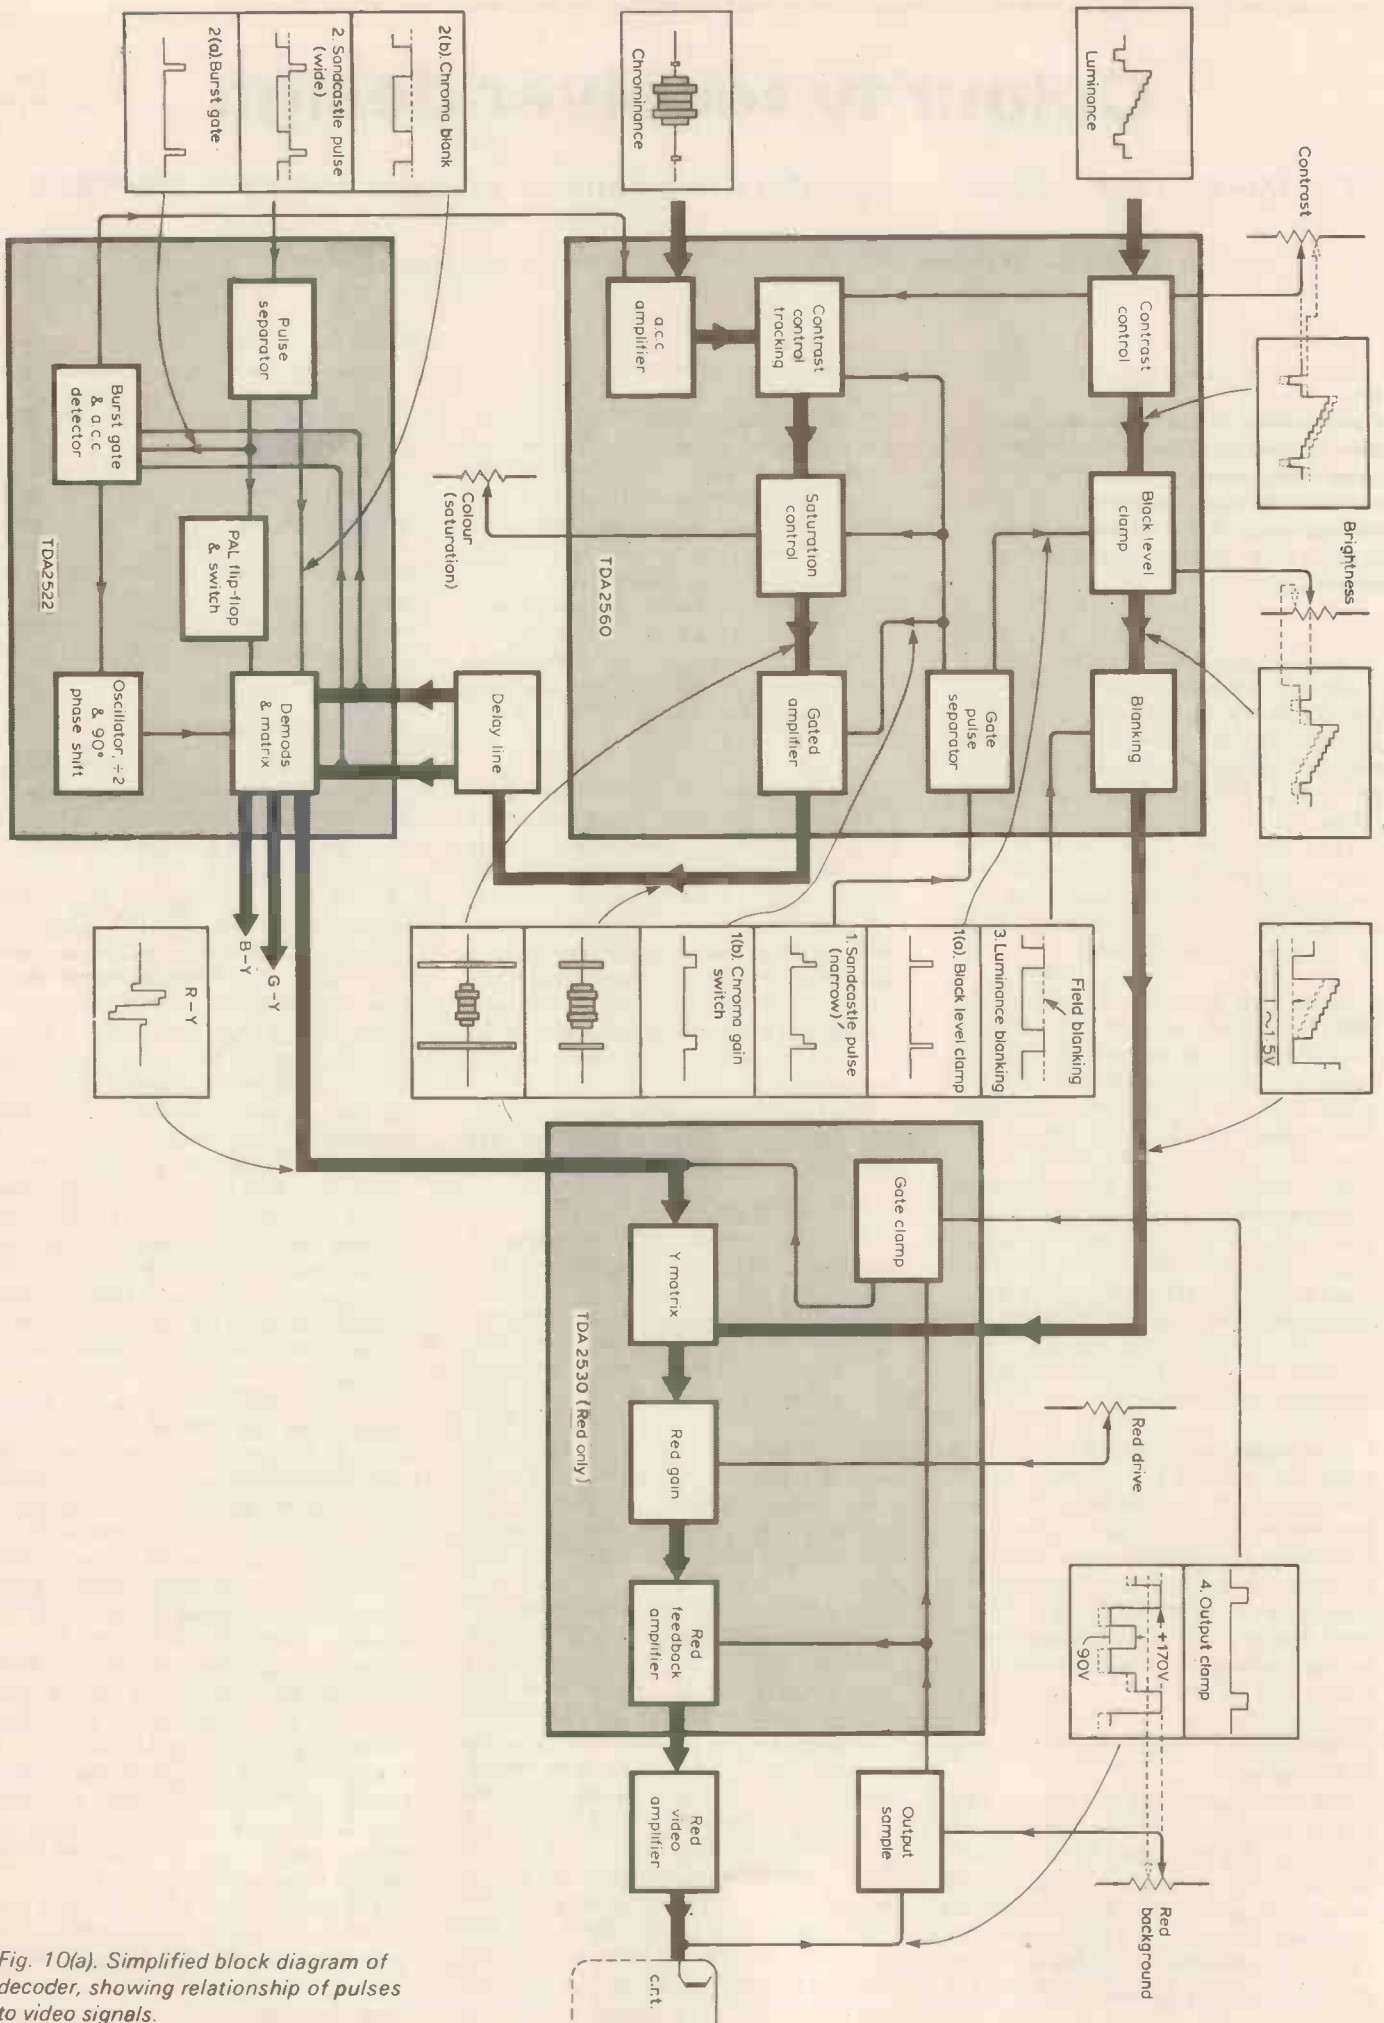 Luminance
Chrominance
2(b). Chroma blank
2. Sandcastle pulse
(wide)
2(a).Burst gate
Contrast
Contrast
control
Black level
clamp
Brightness
Blanking
a.c.c
amplifier
Contrast
control
tracking
Saturation
control
Gated
amplifier
Gate
pulse
separator
TDA2560
Colour
(saturation)
Pulse
separator
Burst gate
& a.c.c
detector
PAL flip-flop
& switch
Demods
& matrix
Oscillator, ÷2
& 90°
phase shift
TDA2522
Delay line
B-Y
G-Y
R-Y
Field blanking
3. Luminance blanking
1(a). Black level clamp
1. Sandcastle pulse
(narrow)
1(b). Chroma gain
switch
1~1.5V
Gate clamp
Y matrix
Red gain
Red
feedback
amplifier
TDA 2530 (Red only)
Red drive
4. Output clamp
+170V
90V
Red
background
Output
sample
Red
video
amplifier
c.r.t.
Fig. 10(a). Simplified block diagram of
decoder, showing relationship of pulses
to video signals.